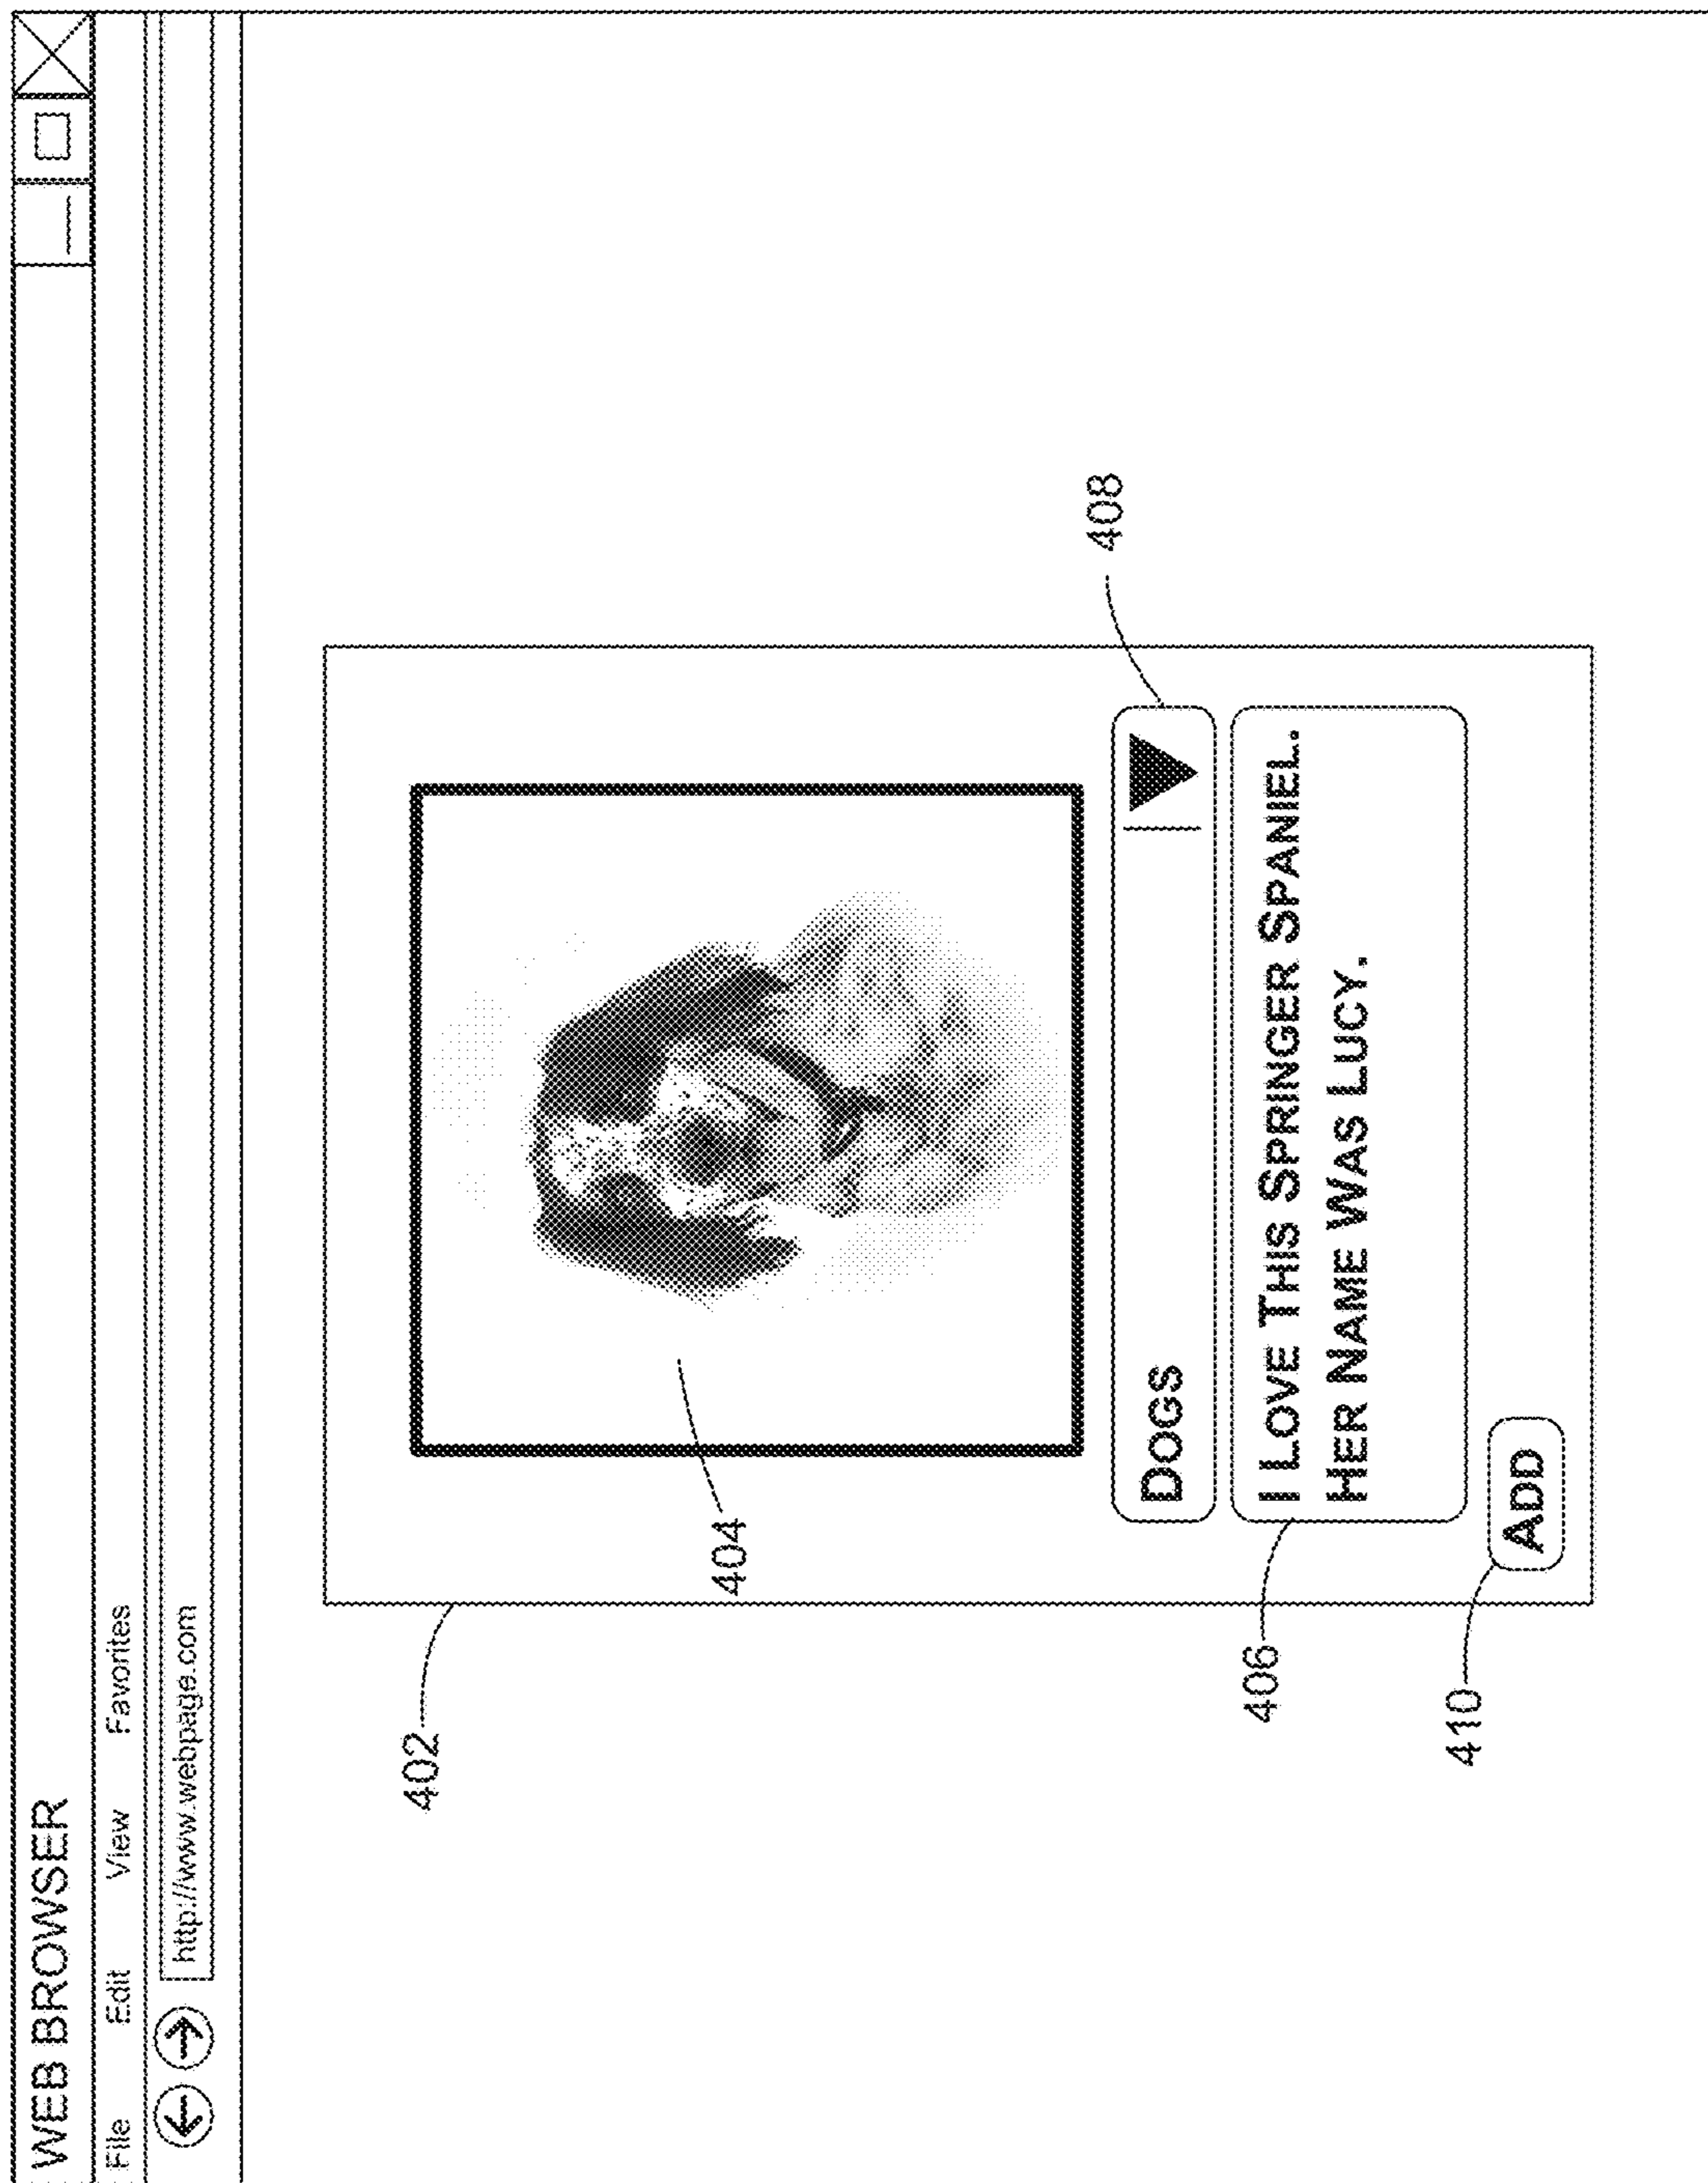 WEB BROWSER
File Edit View Favorites
http://www.webpage.com
402
404
DOGS
408
I LOVE THIS SPRINGER SPANIEL.
HER NAME WAS LUCY.
406
ADD
410